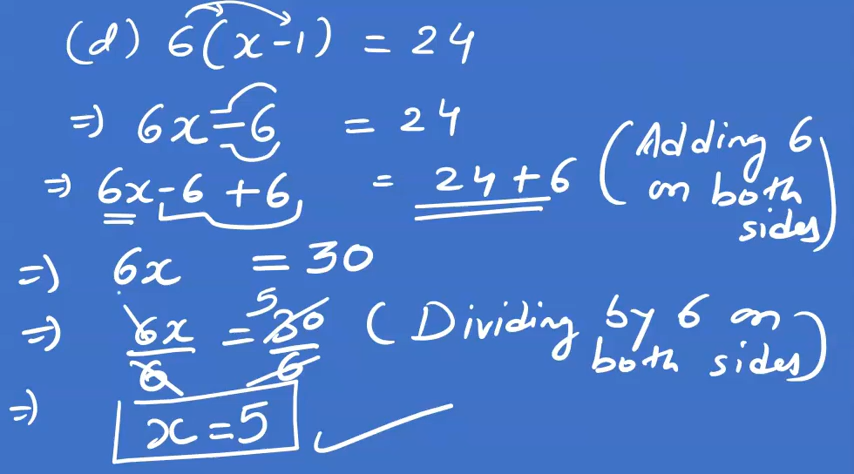 (d) 6(x-1) = 24
=) 6x-6 = 24
=) 6x-6+6 = 24+6 (Adding 6 on both sides)
=) 6x = 30
=) 6x/6 = 5 30/6 (Dividing by 6 on both sides)
=) x=5